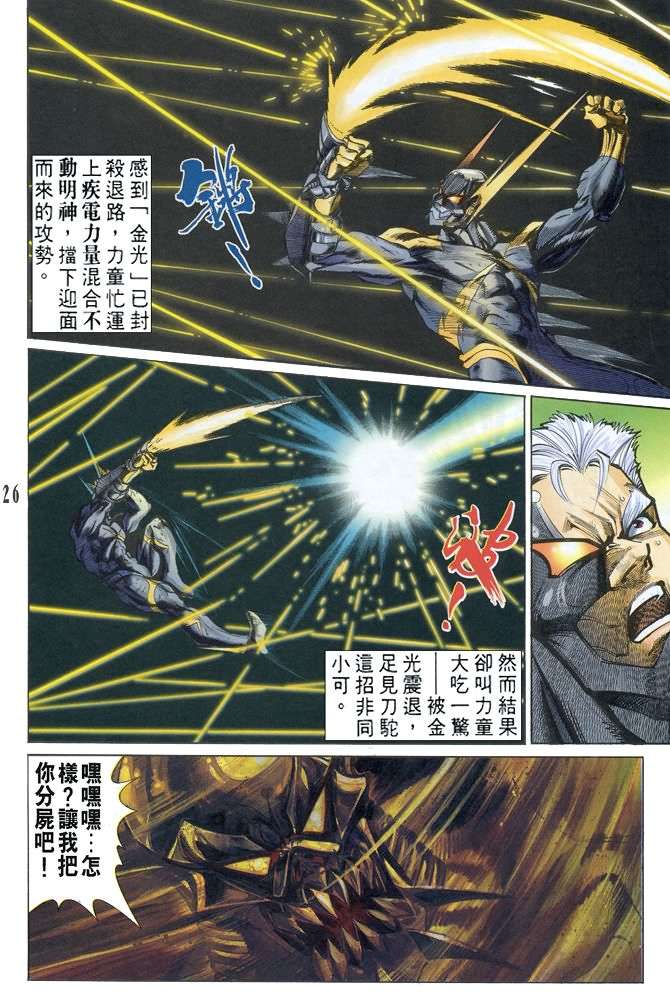 感到「金光」已封
殺退路，力童忙運
上疾電力量混合不
動明神，擋下迎面
而來的攻勢。
鏘！
26
然而結果
卻叫力童
大吃一驚
——被金
光震退，
足見刀駝
這招非同
小可。
嘿嘿嘿…怎
樣？讓我把
你分屍吧！